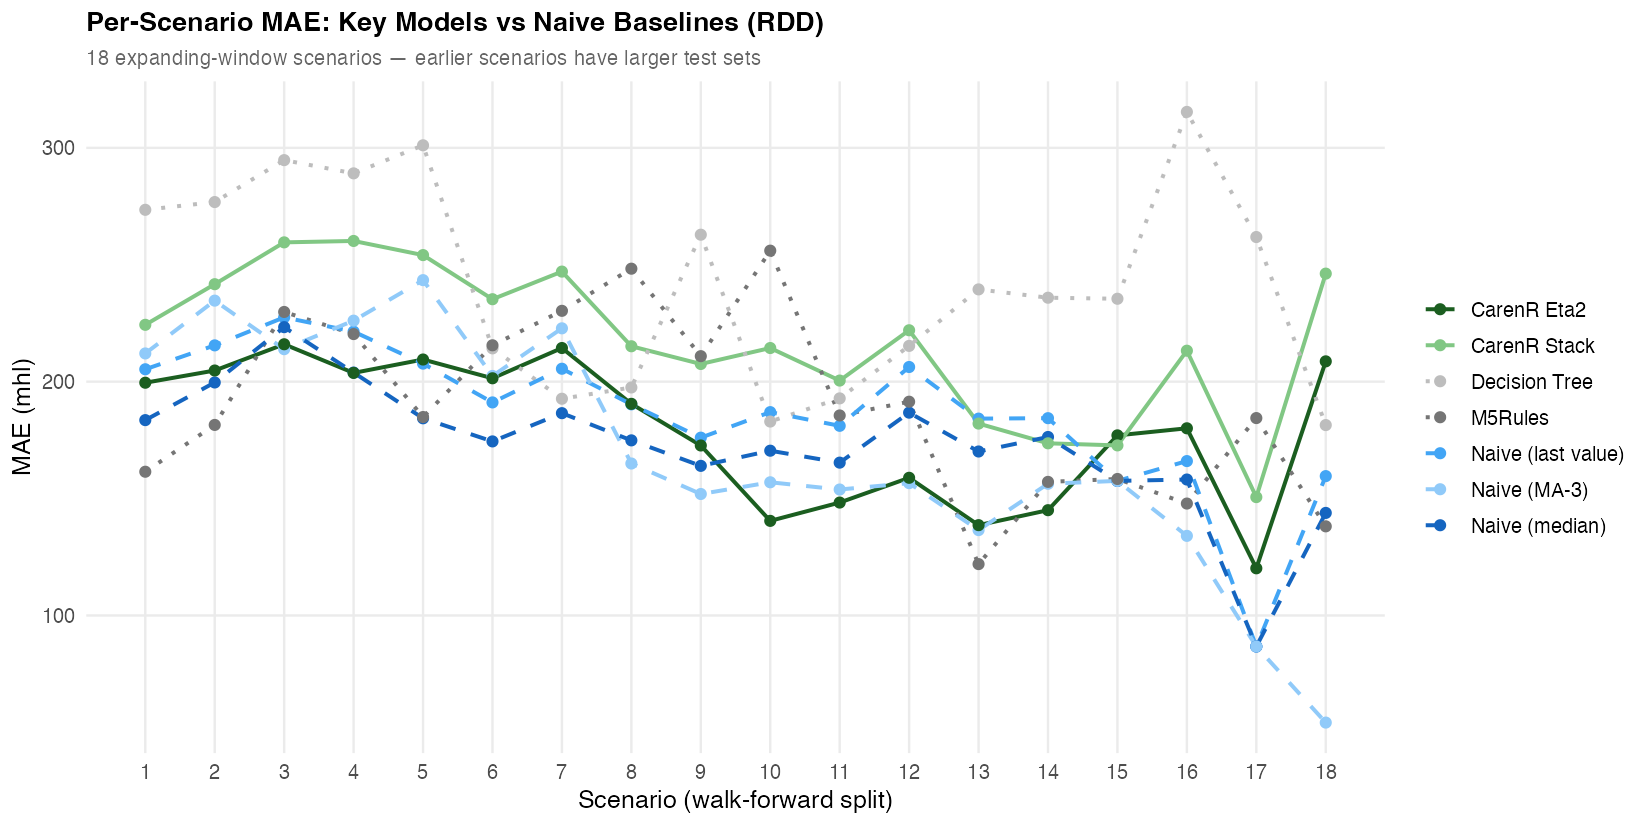 Per-Scenario MAE: Key Models vs Naive Baselines (RDD)
18 expanding-window scenarios — earlier scenarios have larger test sets
MAE (mhl)
300
200
100
1 2 3 4 5 6 7 8 9 10 11 12 13 14 15 16 17 18
Scenario (walk-forward split)
CarenR Eta2
CarenR Stack
Decision Tree
M5Rules
Naive (last value)
Naive (MA-3)
Naive (median)